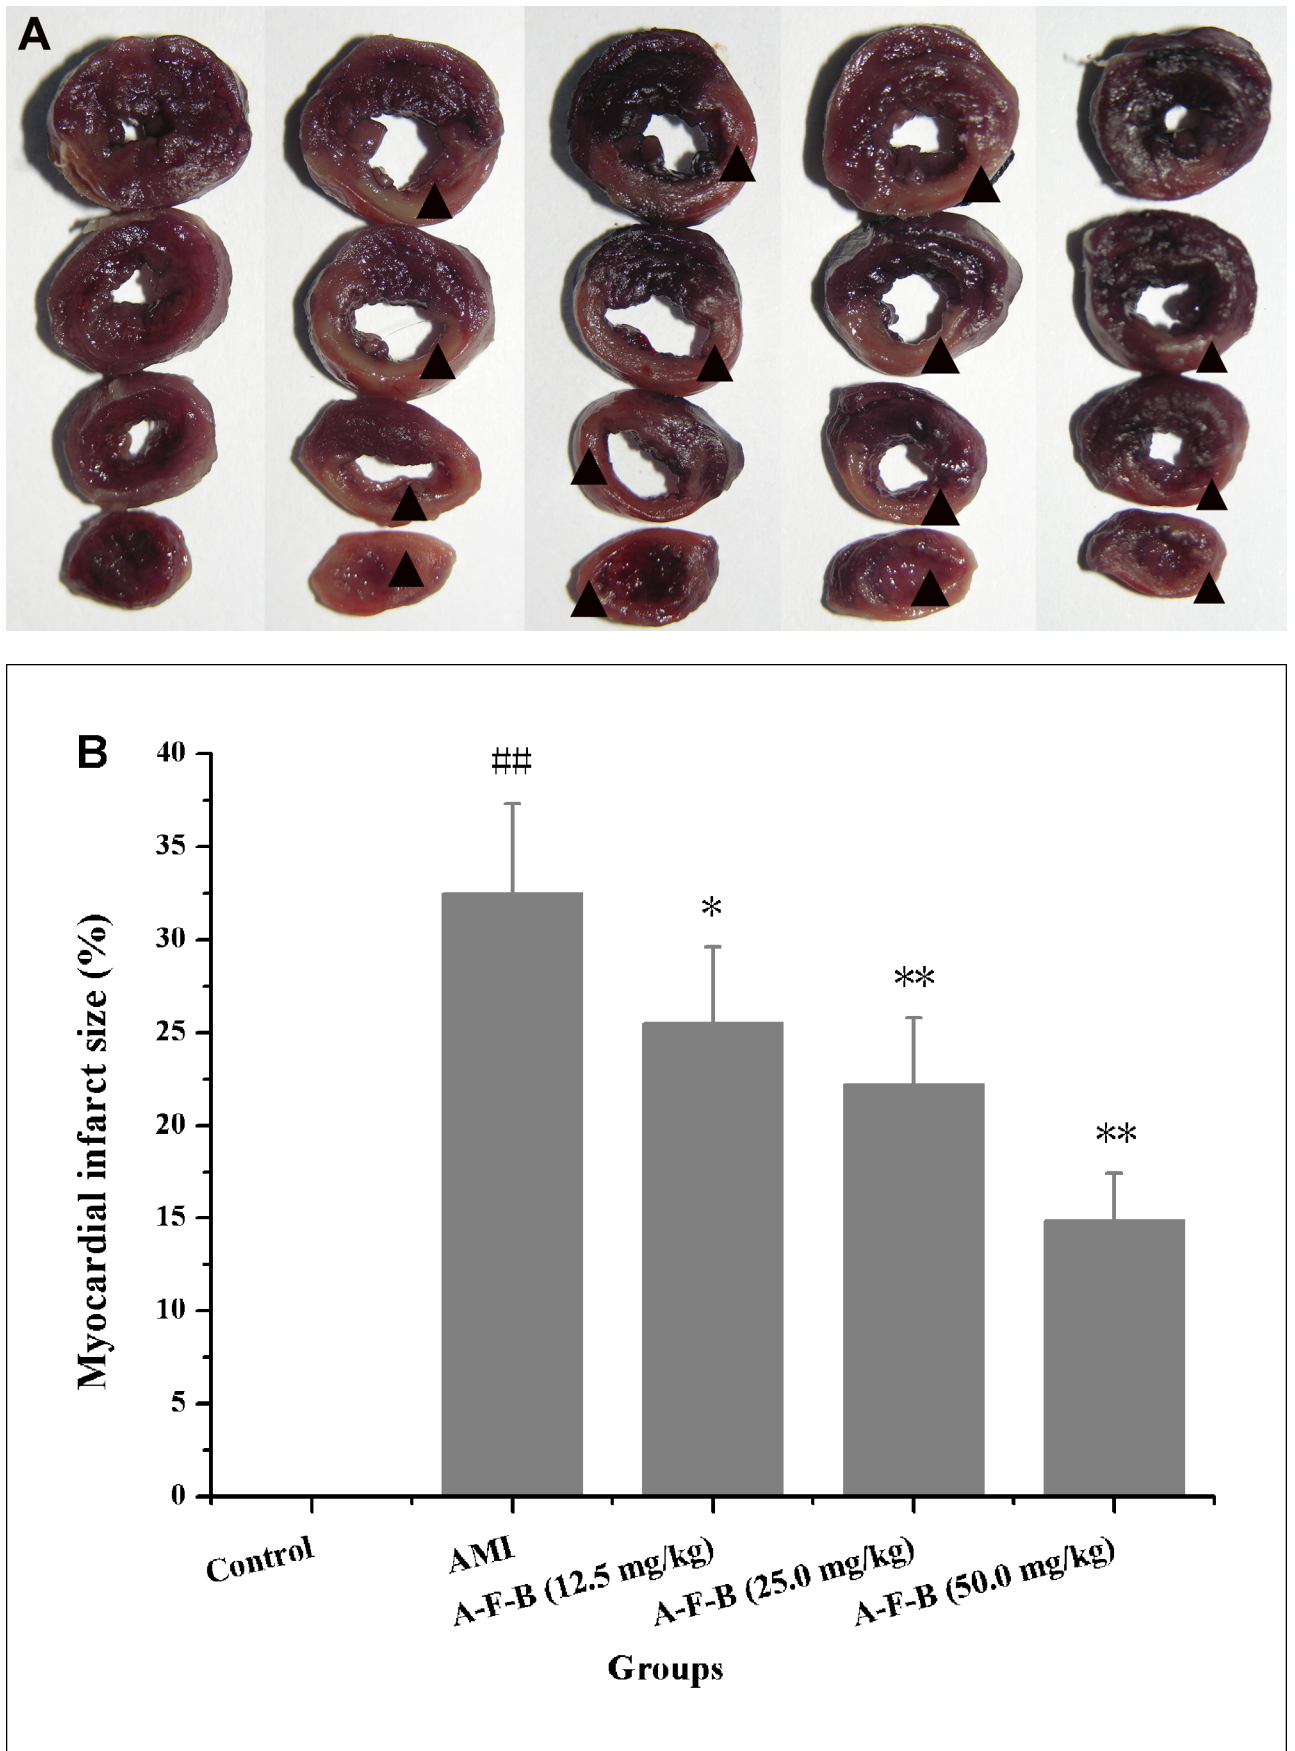 A
B
##
*
**
**
40
35
30
25
20
15
10
5
0
Myocardial infarct size (%)
Control
AMI
A-F-B (12.5 mg/kg)
A-F-B (25.0 mg/kg)
A-F-B (50.0 mg/kg)
Groups